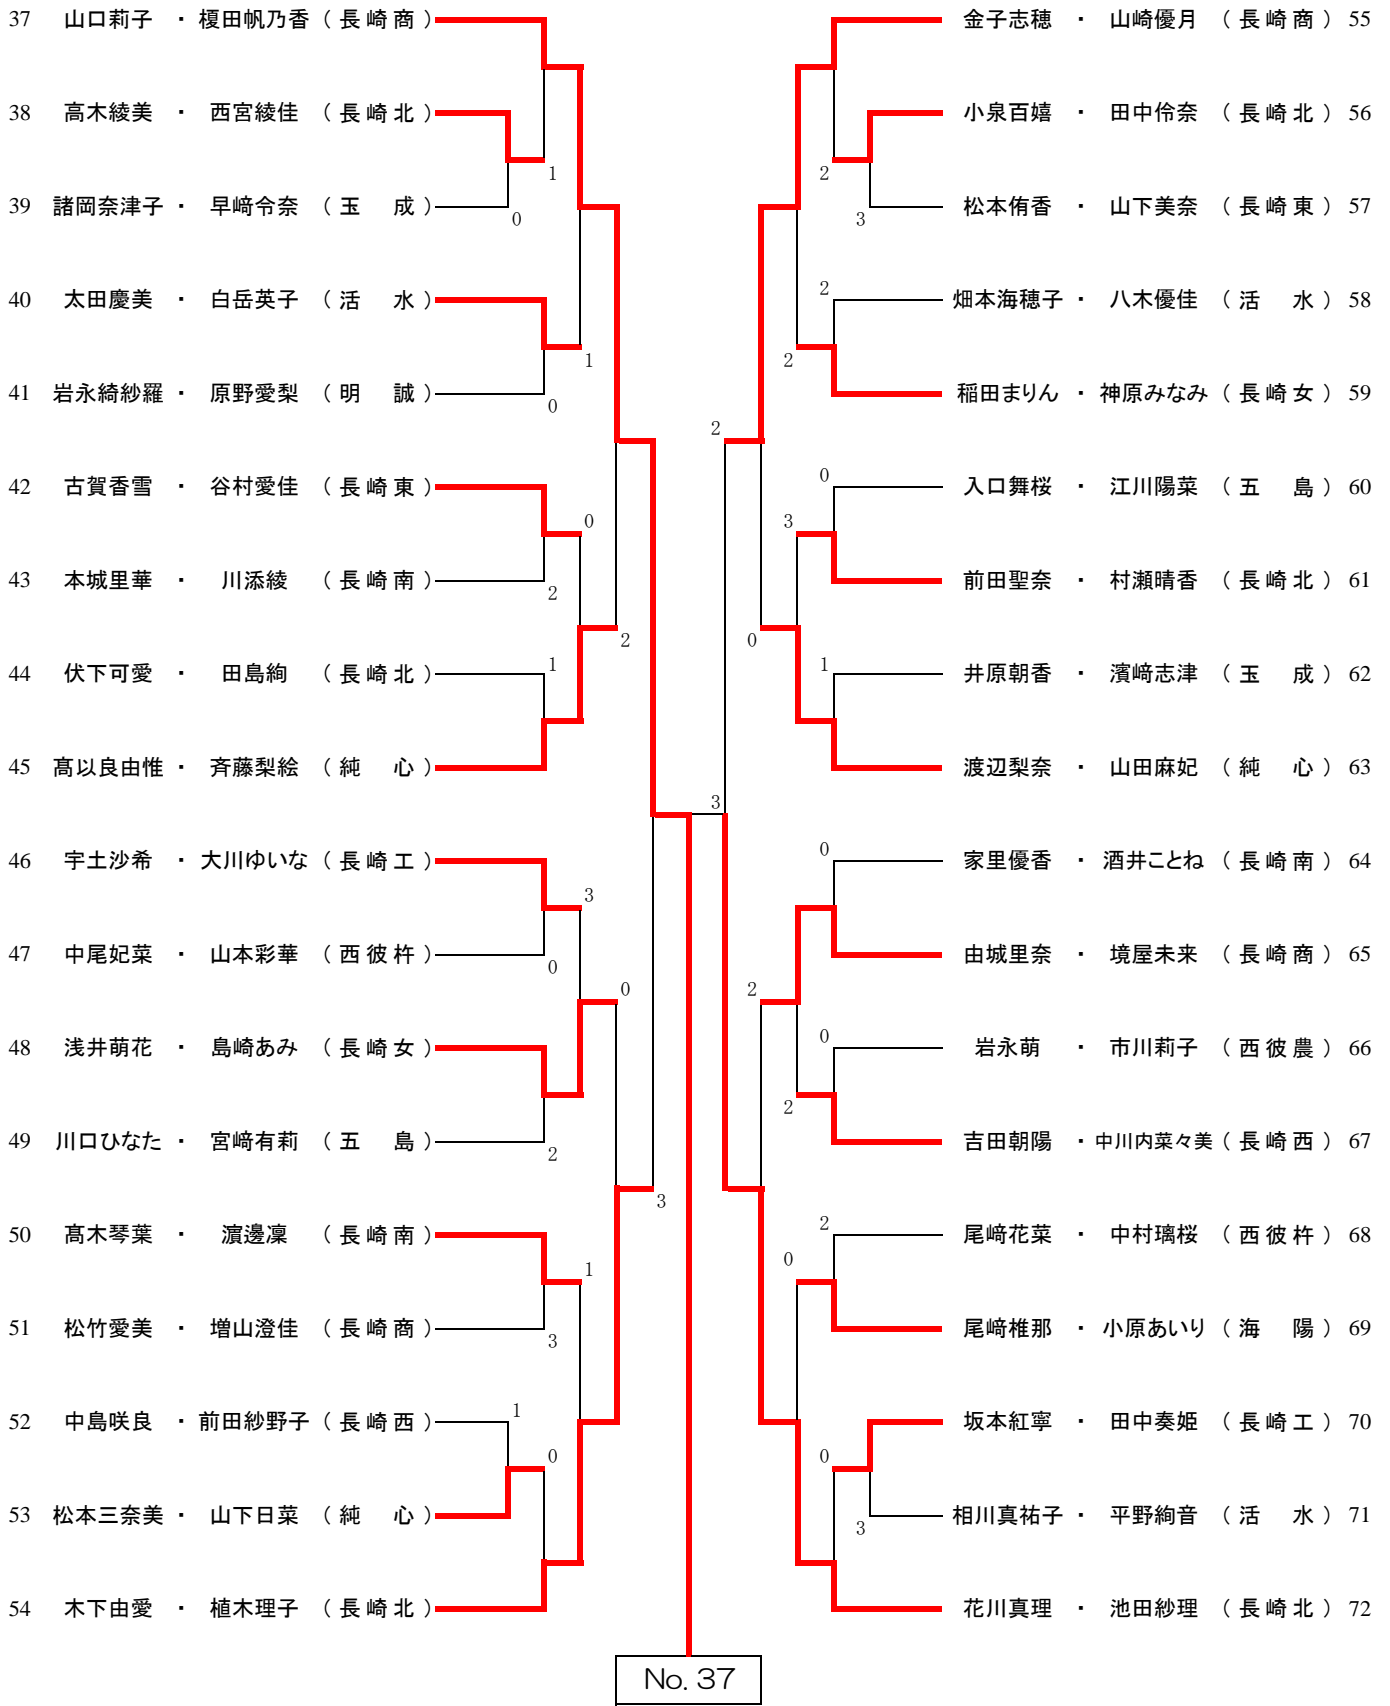 37 山口莉子 ・ 榎田帆乃香 （ 長 崎 商 ）
38 高木綾美 ・ 西宮綾佳 （ 長 崎 北 ）
1
39 諸岡奈津子 ・ 早﨑令奈 （ 玉 成 ）
0
40 太田慶美 ・ 白岳英子 （ 活 水 ）
1
41 岩永綺紗羅 ・ 原野愛梨 （ 明 誠 ）
0
42 古賀香雪 ・ 谷村愛佳 （ 長 崎 東 ）
0
43 本城里華 ・ 川添綾 （ 長 崎 南 ）
2
2
44 伏下可愛 ・ 田島絢 （ 長 崎 北 ）
1
45 髙以良由惟 ・ 斉藤梨絵 （ 純 心 ）
46 宇土沙希 ・ 大川ゆいな （ 長 崎 工 ）
3
47 中尾妃菜 ・ 山本彩華 （ 西 彼 杵 ）
0
0
48 浅井萌花 ・ 島崎あみ （ 長 崎 女 ）
49 川口ひなた ・ 宮﨑有莉 （ 五 島 ）
2
3
50 髙木琴葉 ・ 濵邊凜 （ 長 崎 南 ）
1
51 松竹愛美 ・ 増山澄佳 （ 長 崎 商 ）
3
52 中島咲良 ・ 前田紗野子 （ 長 崎 西 ）
1
0
53 松本三奈美 ・ 山下日菜 （ 純 心 ）
54 木下由愛 ・ 植木理子 （ 長 崎 北 ）
金子志穂 ・ 山崎優月 （ 長 崎 商 ） 55
小泉百嬉 ・ 田中伶奈 （ 長 崎 北 ） 56
2
松本侑香 ・ 山下美奈 （ 長 崎 東 ） 57
3
2
畑本海穂子 ・ 八木優佳 （ 活 水 ） 58
2
稲田まりん ・ 神原みなみ （ 長 崎 女 ） 59
2
0
入口舞桜 ・ 江川陽菜 （ 五 島 ） 60
3
前田聖奈 ・ 村瀬晴香 （ 長 崎 北 ） 61
0
1
井原朝香 ・ 濱﨑志津 （ 玉 成 ） 62
渡辺梨奈 ・ 山田麻妃 （ 純 心 ） 63
3
0
家里優香 ・ 酒井ことね （ 長 崎 南 ） 64
由城里奈 ・ 境屋未来 （ 長 崎 商 ） 65
2
0
岩永萌 ・ 市川莉子 （ 西 彼 農 ） 66
2
吉田朝陽 ・ 中川内菜々美 （ 長 崎 西 ） 67
2
尾﨑花菜 ・ 中村璃桜 （ 西 彼 杵 ） 68
0
尾﨑椎那 ・ 小原あいり （ 海 陽 ） 69
坂本紅寧 ・ 田中奏姫 （ 長 崎 工 ） 70
0
相川真祐子 ・ 平野絢音 （ 活 水 ） 71
3
花川真理 ・ 池田紗理 （ 長 崎 北 ） 72
No. 37